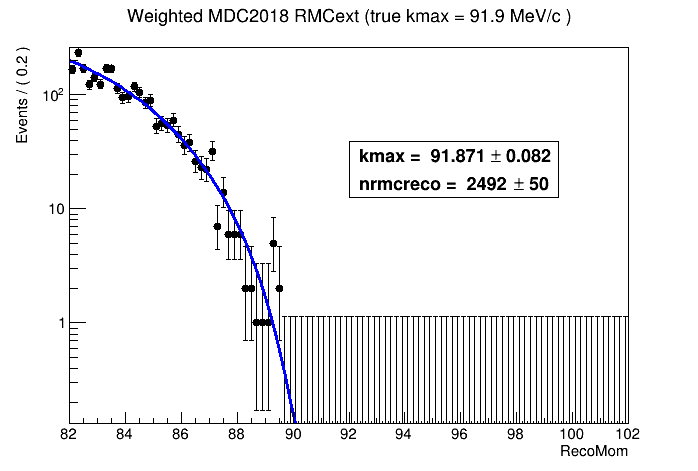 Weighted MDC2018 RMCext (true kmax = 91.9 MeV/c )
Events / ( 0.2 )
10²
10
1
kmax = 91.871 ± 0.082
nrmcreco = 2492 ± 50
82 84 86 88 90 92 94 96 98 100 102
RecoMom